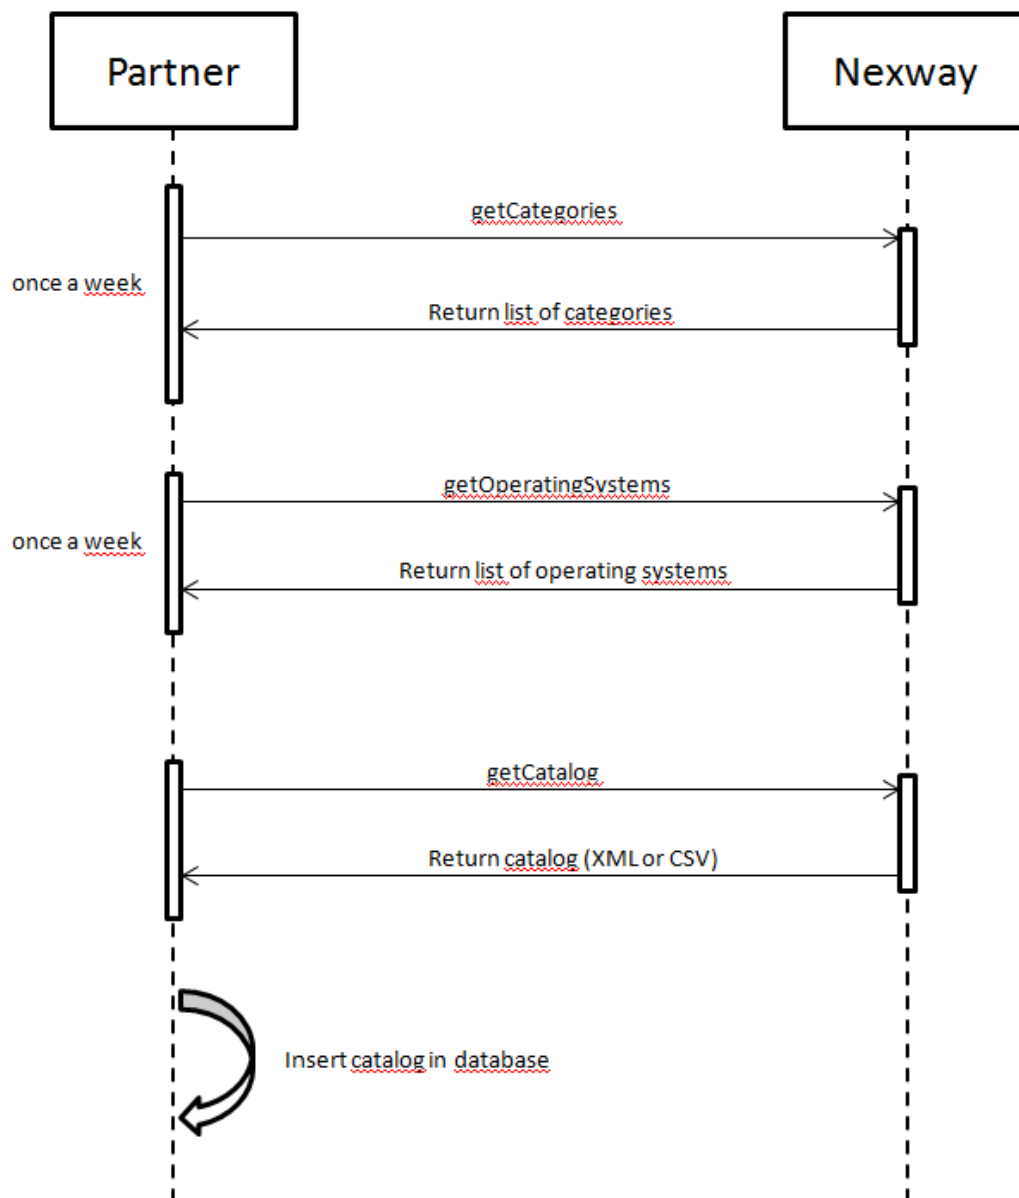 Partner
Nexway
getCategories
once a week
Return list of categories
getOperatingSystems
once a week
Return list of operating systems
getCatalog
Return catalog (XML or CSV)
Insert catalog in database